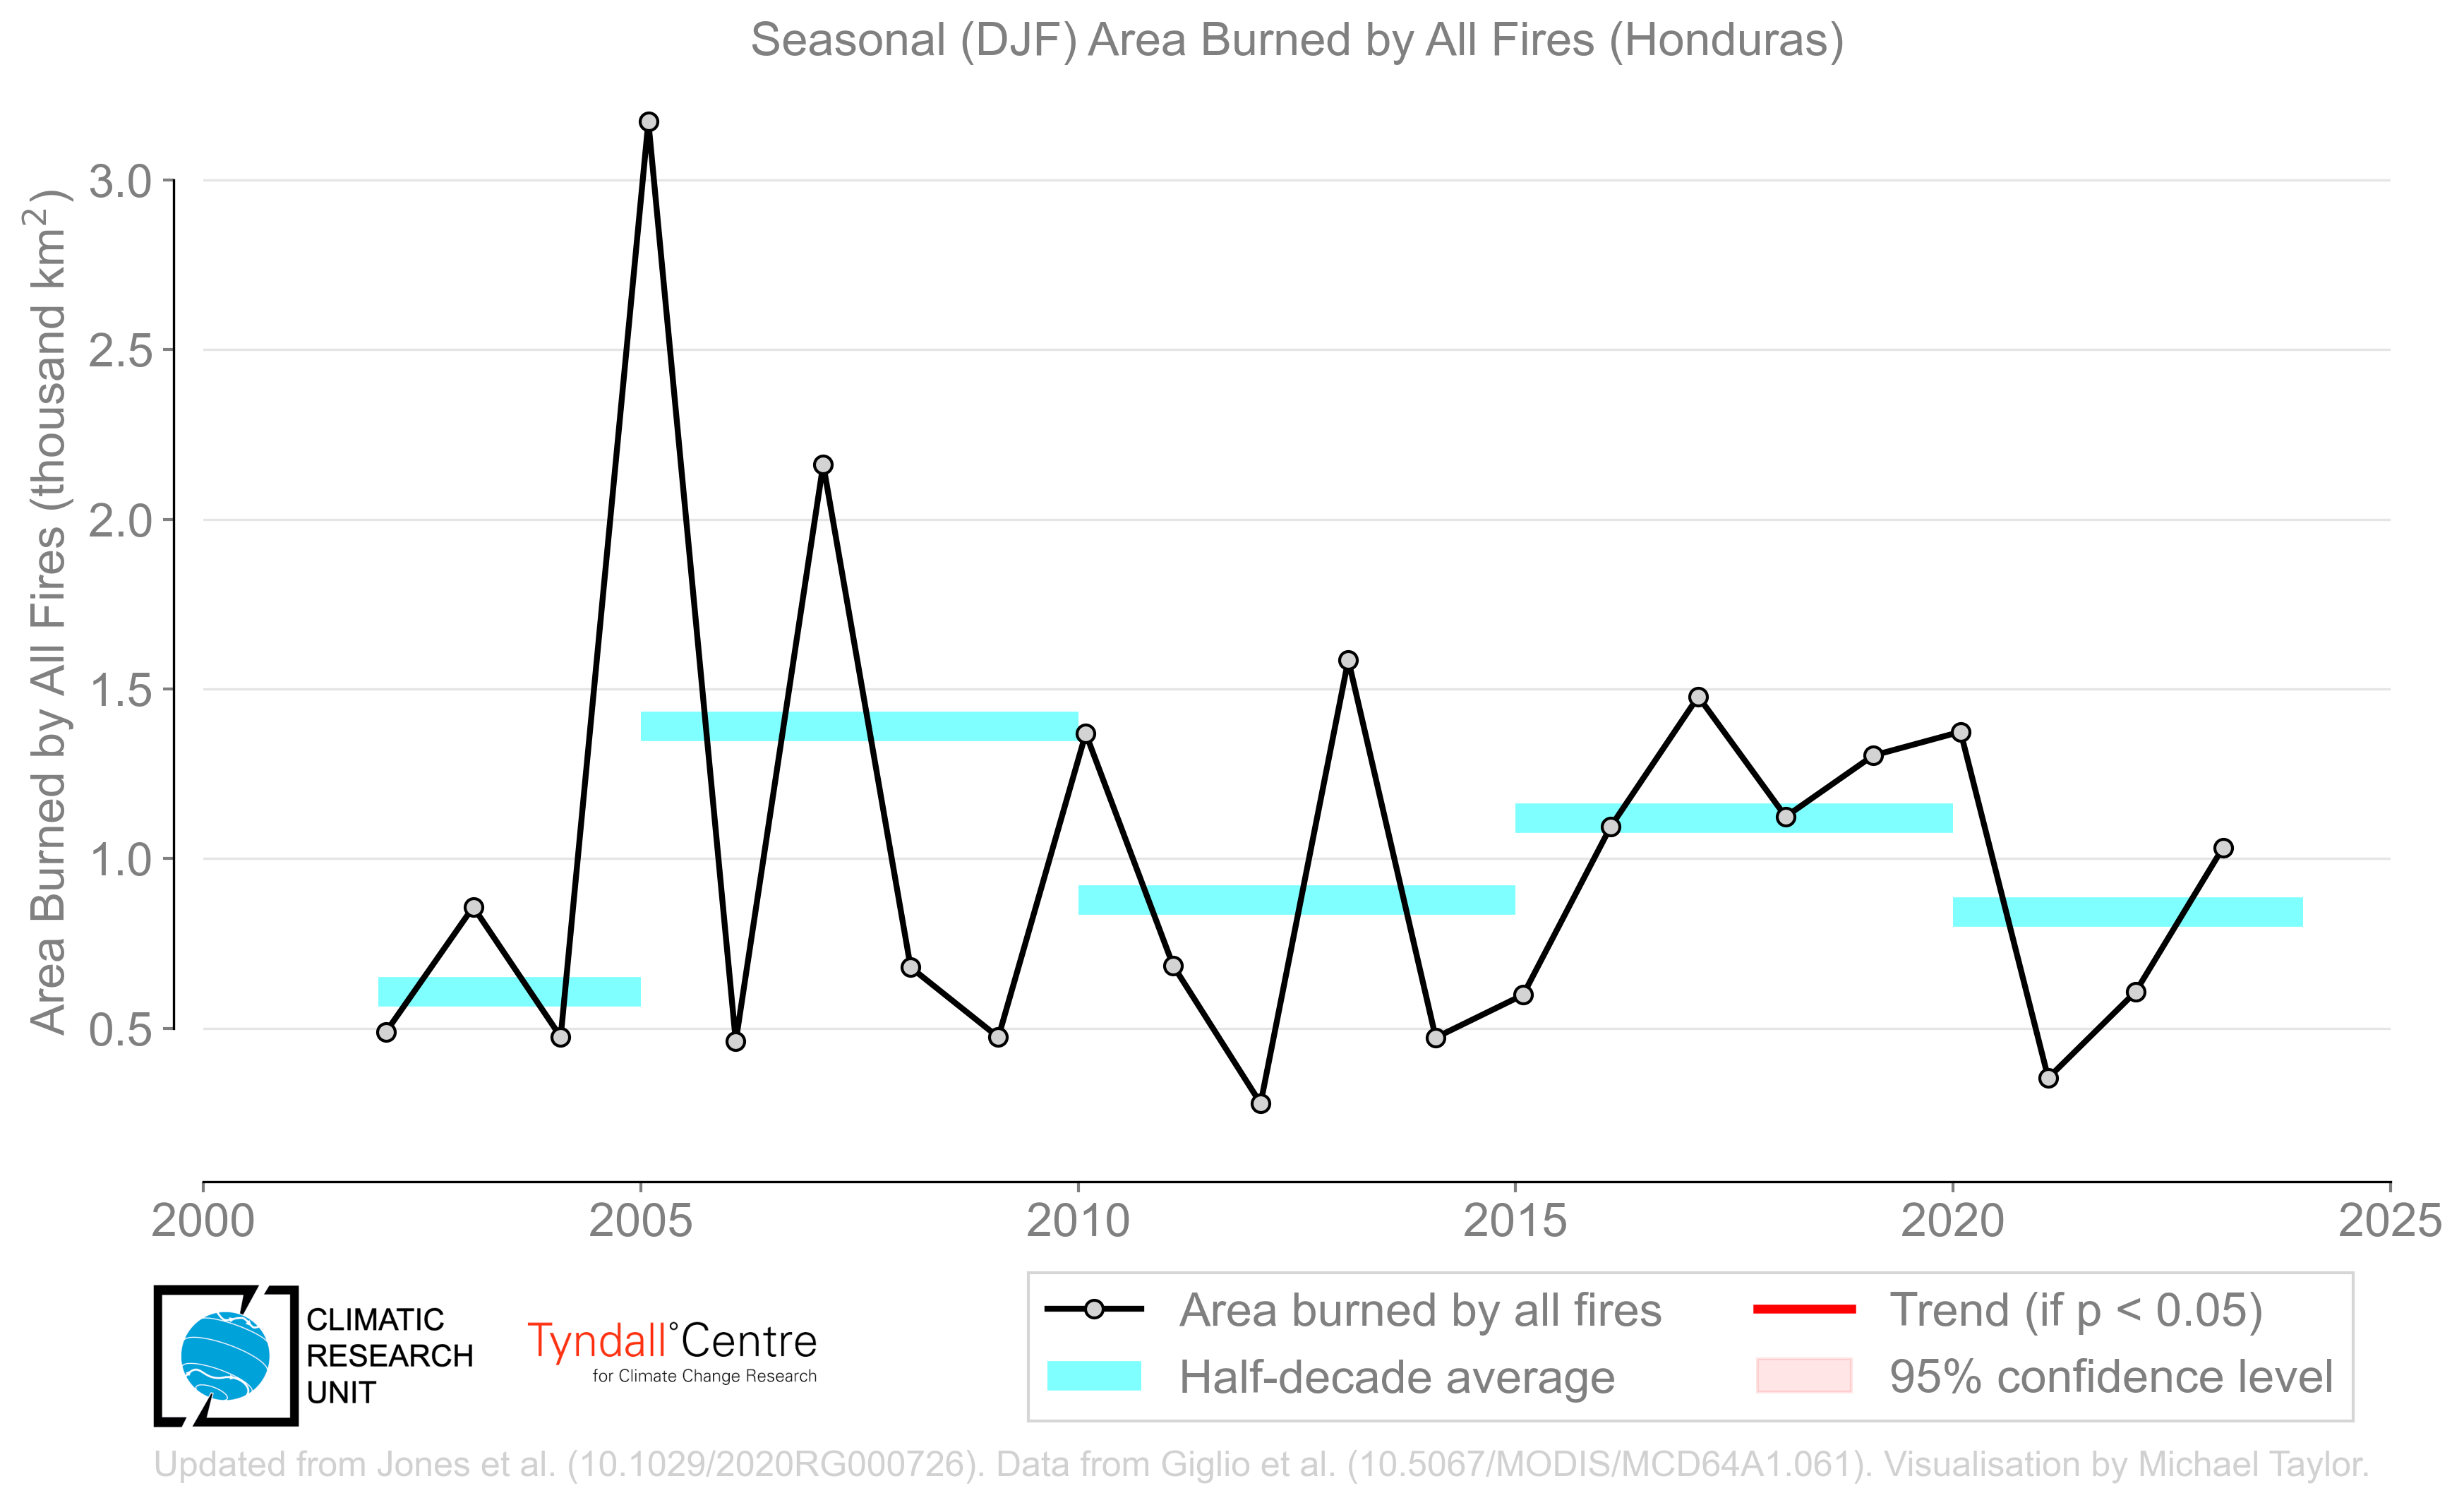 Seasonal (DJF) Area Burned by All Fires (Honduras)
Area Burned by All Fires (thousand km²)
3.0
2.5
2.0
1.5
1.0
0.5
2000 2005 2010 2015 2020 2025
CLIMATIC
RESEARCH
UNIT
Tyndall°Centre
for Climate Change Research
Area burned by all fires
Half-decade average
Trend (if p < 0.05)
95% confidence level
Updated from Jones et al. (10.1029/2020RG000726). Data from Giglio et al. (10.5067/MODIS/MCD64A1.061). Visualisation by Michael Taylor.